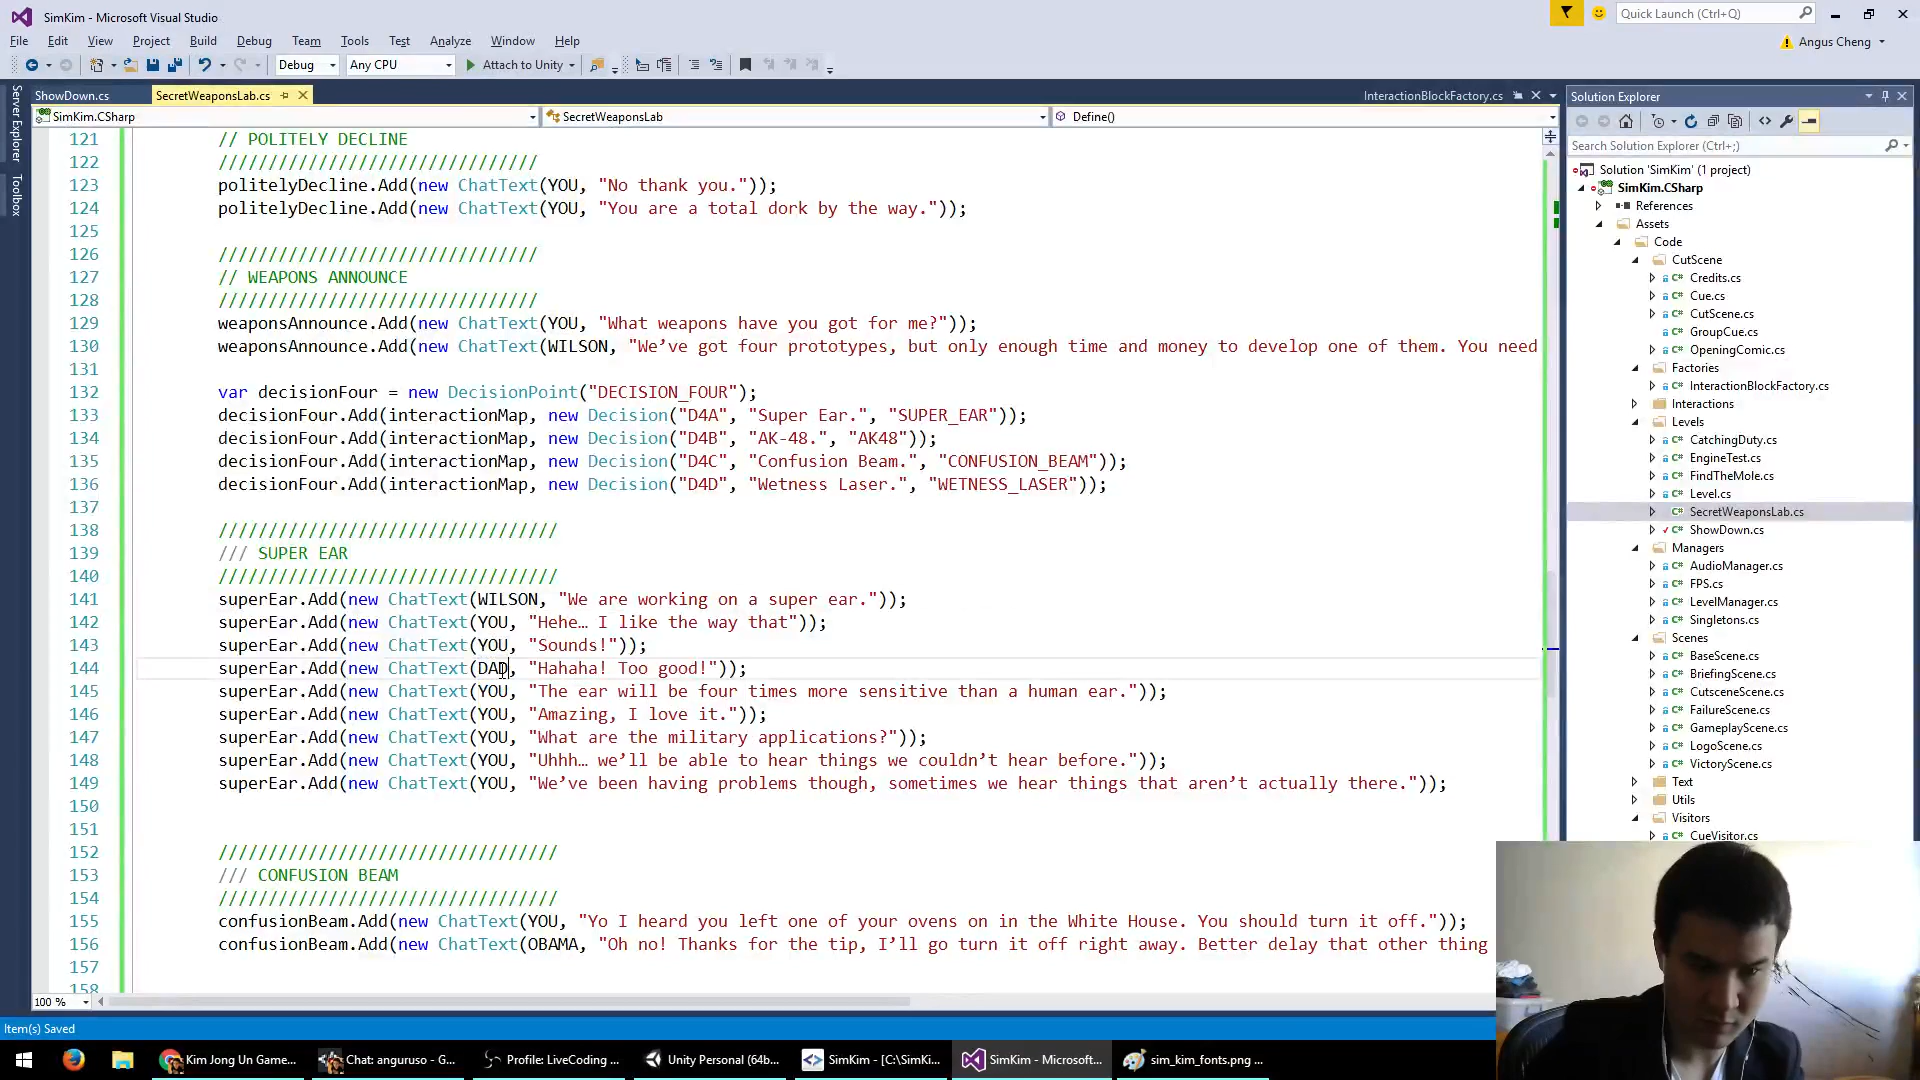 SimKim - Microsoft Visual Studio
Quick Launch (Ctrl+Q)
File Edit View Project Build Debug Team Tools Test Analyze Window Help
Angus Cheng
Debug Any CPU Attach to Unity
Server Explorer
Toolbox
ShowDown.cs SecretWeaponsLab.cs InteractionBlockFactory.cs
SimKim.CSharp SecretWeaponsLab Define()
121 // POLITELY DECLINE
122 ////////////////////////////////
123 politelyDecline.Add(new ChatText(YOU, "No thank you."));
124 politelyDecline.Add(new ChatText(YOU, "You are a total dork by the way."));
125
126 ////////////////////////////////
127 // WEAPONS ANNOUNCE
128 ////////////////////////////////
129 weaponsAnnounce.Add(new ChatText(YOU, "What weapons have you got for me?"));
130 weaponsAnnounce.Add(new ChatText(WILSON, "We’ve got four prototypes, but only enough time and money to develop one of them. You need
131
132 var decisionFour = new DecisionPoint("DECISION_FOUR");
133 decisionFour.Add(interactionMap, new Decision("D4A", "Super Ear.", "SUPER_EAR"));
134 decisionFour.Add(interactionMap, new Decision("D4B", "AK-48.", "AK48"));
135 decisionFour.Add(interactionMap, new Decision("D4C", "Confusion Beam.", "CONFUSION_BEAM"));
136 decisionFour.Add(interactionMap, new Decision("D4D", "Wetness Laser.", "WETNESS_LASER"));
137
138 //////////////////////////////////
139 /// SUPER EAR
140 //////////////////////////////////
141 superEar.Add(new ChatText(WILSON, "We are working on a super ear."));
142 superEar.Add(new ChatText(YOU, "Hehe… I like the way that"));
143 superEar.Add(new ChatText(YOU, "Sounds!"));
144 superEar.Add(new ChatText(DAD, "Hahaha! Too good!"));
145 superEar.Add(new ChatText(YOU, "The ear will be four times more sensitive than a human ear."));
146 superEar.Add(new ChatText(YOU, "Amazing, I love it."));
147 superEar.Add(new ChatText(YOU, "What are the military applications?"));
148 superEar.Add(new ChatText(YOU, "Uhhh… we’ll be able to hear things we couldn’t hear before."));
149 superEar.Add(new ChatText(YOU, "We’ve been having problems though, sometimes we hear things that aren’t actually there."));
150
151
152 //////////////////////////////////
153 /// CONFUSION BEAM
154 //////////////////////////////////
155 confusionBeam.Add(new ChatText(YOU, "Yo I heard you left one of your ovens on in the White House. You should turn it off."));
156 confusionBeam.Add(new ChatText(OBAMA, "Oh no! Thanks for the tip, I’ll go turn it off right away. Better delay that other thing
157
158
100 %
Solution Explorer
Search Solution Explorer (Ctrl+;)
Solution 'SimKim' (1 project)
SimKim.CSharp
References
Assets
Code
CutScene
Credits.cs
Cue.cs
CutScene.cs
GroupCue.cs
OpeningComic.cs
Factories
InteractionBlockFactory.cs
Interactions
Levels
CatchingDuty.cs
EngineTest.cs
FindTheMole.cs
Level.cs
SecretWeaponsLab.cs
ShowDown.cs
Managers
AudioManager.cs
FPS.cs
LevelManager.cs
Singletons.cs
Scenes
BaseScene.cs
BriefingScene.cs
CutsceneScene.cs
FailureScene.cs
GameplayScene.cs
LogoScene.cs
VictoryScene.cs
Text
Utils
Visitors
CueVisitor.cs
Item(s) Saved
Kim Jong Un Game... Chat: anguruso - G... Profile: LiveCoding ... Unity Personal (64b... SimKim - [C:\SimKi... SimKim - Microsoft... sim_kim_fonts.png ...